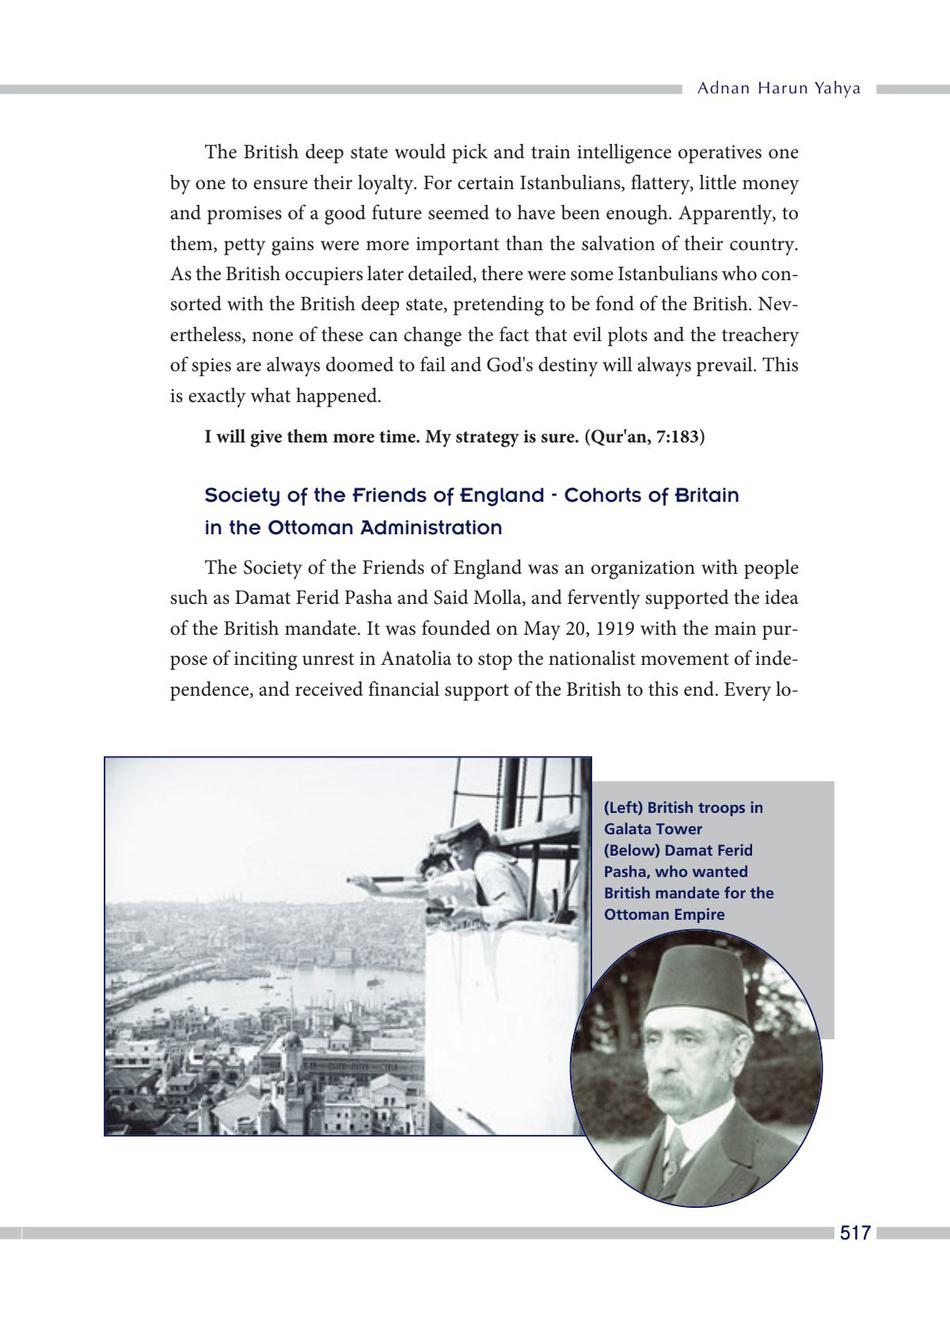 Adnan Harun Yahya
The British deep state would pick and train intelligence operatives one
by one to ensure their loyalty. For certain Istanbulians, flattery, little money
and promises of a good future seemed to have been enough. Apparently, to
them, petty gains were more important than the salvation of their country.
As the British occupiers later detailed, there were some Istanbulians who con-
sorted with the British deep state, pretending to be fond of the British. Nev-
ertheless, none of these can change the fact that evil plots and the treachery
of spies are always doomed to fail and God's destiny will always prevail. This
is exactly what happened.
I will give them more time. My strategy is sure. (Qur'an, 7:183)
Society of the Friends of England - Cohorts of Britain
in the Ottoman Administration
The Society of the Friends of England was an organization with people
such as Damat Ferid Pasha and Said Molla, and fervently supported the idea
of the British mandate. It was founded on May 20, 1919 with the main pur-
pose of inciting unrest in Anatolia to stop the nationalist movement of inde-
pendence, and received financial support of the British to this end. Every lo-
(Left) British troops in
Galata Tower
(Below) Damat Ferid
Pasha, who wanted
British mandate for the
Ottoman Empire
517